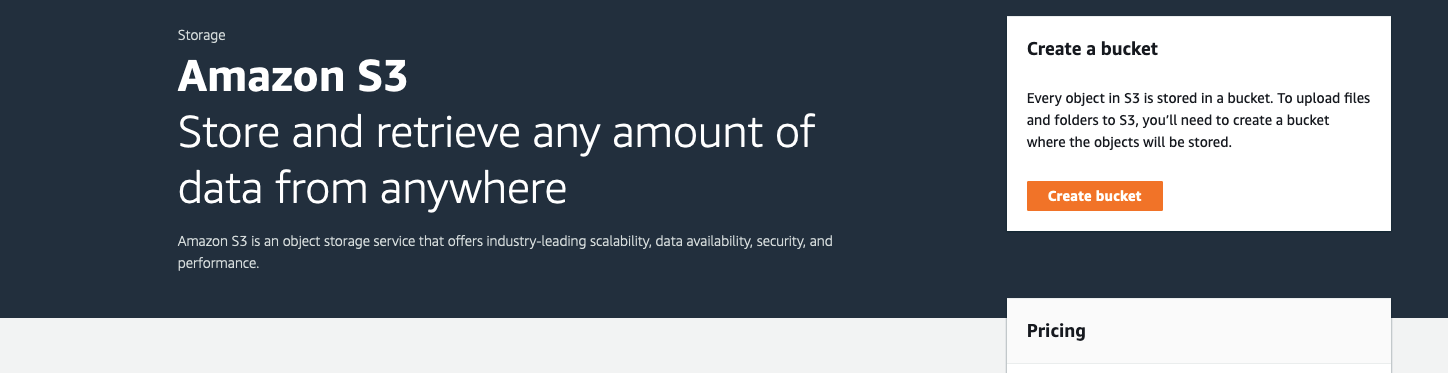 Storage
Amazon S3
Store and retrieve any amount of
data from anywhere
Amazon S3 is an object storage service that offers industry-leading scalability, data availability, security, and
performance.
Create a bucket
Every object in S3 is stored in a bucket. To upload files
and folders to S3, you’ll need to create a bucket
where the objects will be stored.
Create bucket
Pricing